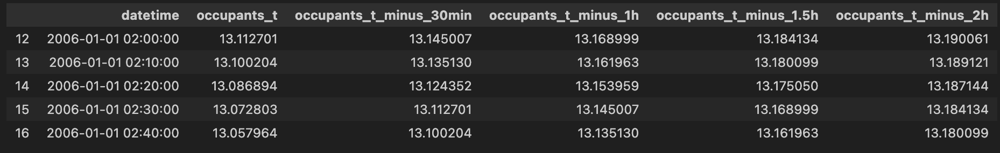 datetime occupants_t occupants_t_minus_30min occupants_t_minus_1h occupants_t_minus_1.5h occupants_t_minus_2h
12 2006-01-01 02:00:00 13.112701 13.145007 13.168999 13.184134 13.190061
13 2006-01-01 02:10:00 13.100204 13.135130 13.161963 13.180099 13.189121
14 2006-01-01 02:20:00 13.086894 13.124352 13.153959 13.175050 13.187144
15 2006-01-01 02:30:00 13.072803 13.112701 13.145007 13.168999 13.184134
16 2006-01-01 02:40:00 13.057964 13.100204 13.135130 13.161963 13.180099